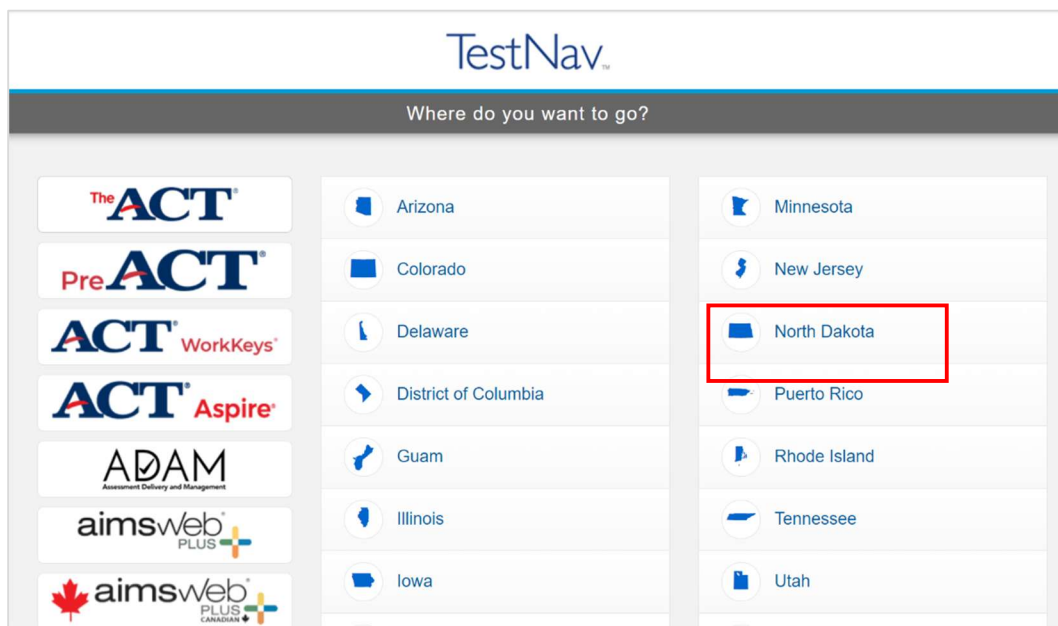 TestNav™
Where do you want to go?
The ACT®
PreACT®
ACT® WorkKeys®
ACT® Aspire®
ADAM
Assessment Delivery and Management
aimsweb®
PLUS
aimsweb®
PLUS
CANADIAN
Arizona
Colorado
Delaware
District of Columbia
Guam
Illinois
Iowa
Minnesota
New Jersey
North Dakota
Puerto Rico
Rhode Island
Tennessee
Utah